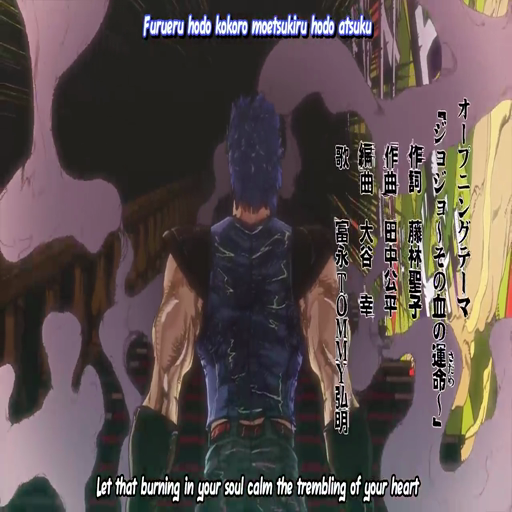 Furueru hodo kokoro moetsukiru hodo atsuku
オープニングテーマ
『ジョジョ～その血の運命～』
さだめ
作詞 藤林聖子
作曲 田中公平
編曲 大谷 幸
歌 富永TOMMY弘明
Let that burning in your soul calm the trembling of your heart